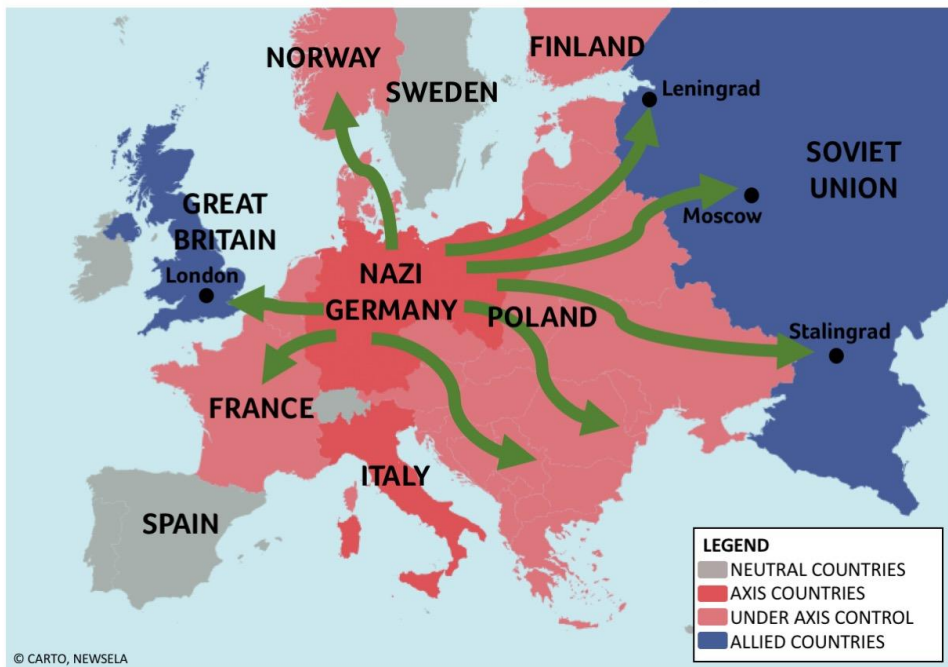 NORWAY
FINLAND
SWEDEN
Leningrad
SOVIET
UNION
Moscow
GREAT
BRITAIN
London
NAZI
GERMANY
POLAND
Stalingrad
FRANCE
ITALY
SPAIN
LEGEND
NEUTRAL COUNTRIES
AXIS COUNTRIES
UNDER AXIS CONTROL
ALLIED COUNTRIES
© CARTO, NEWSELA